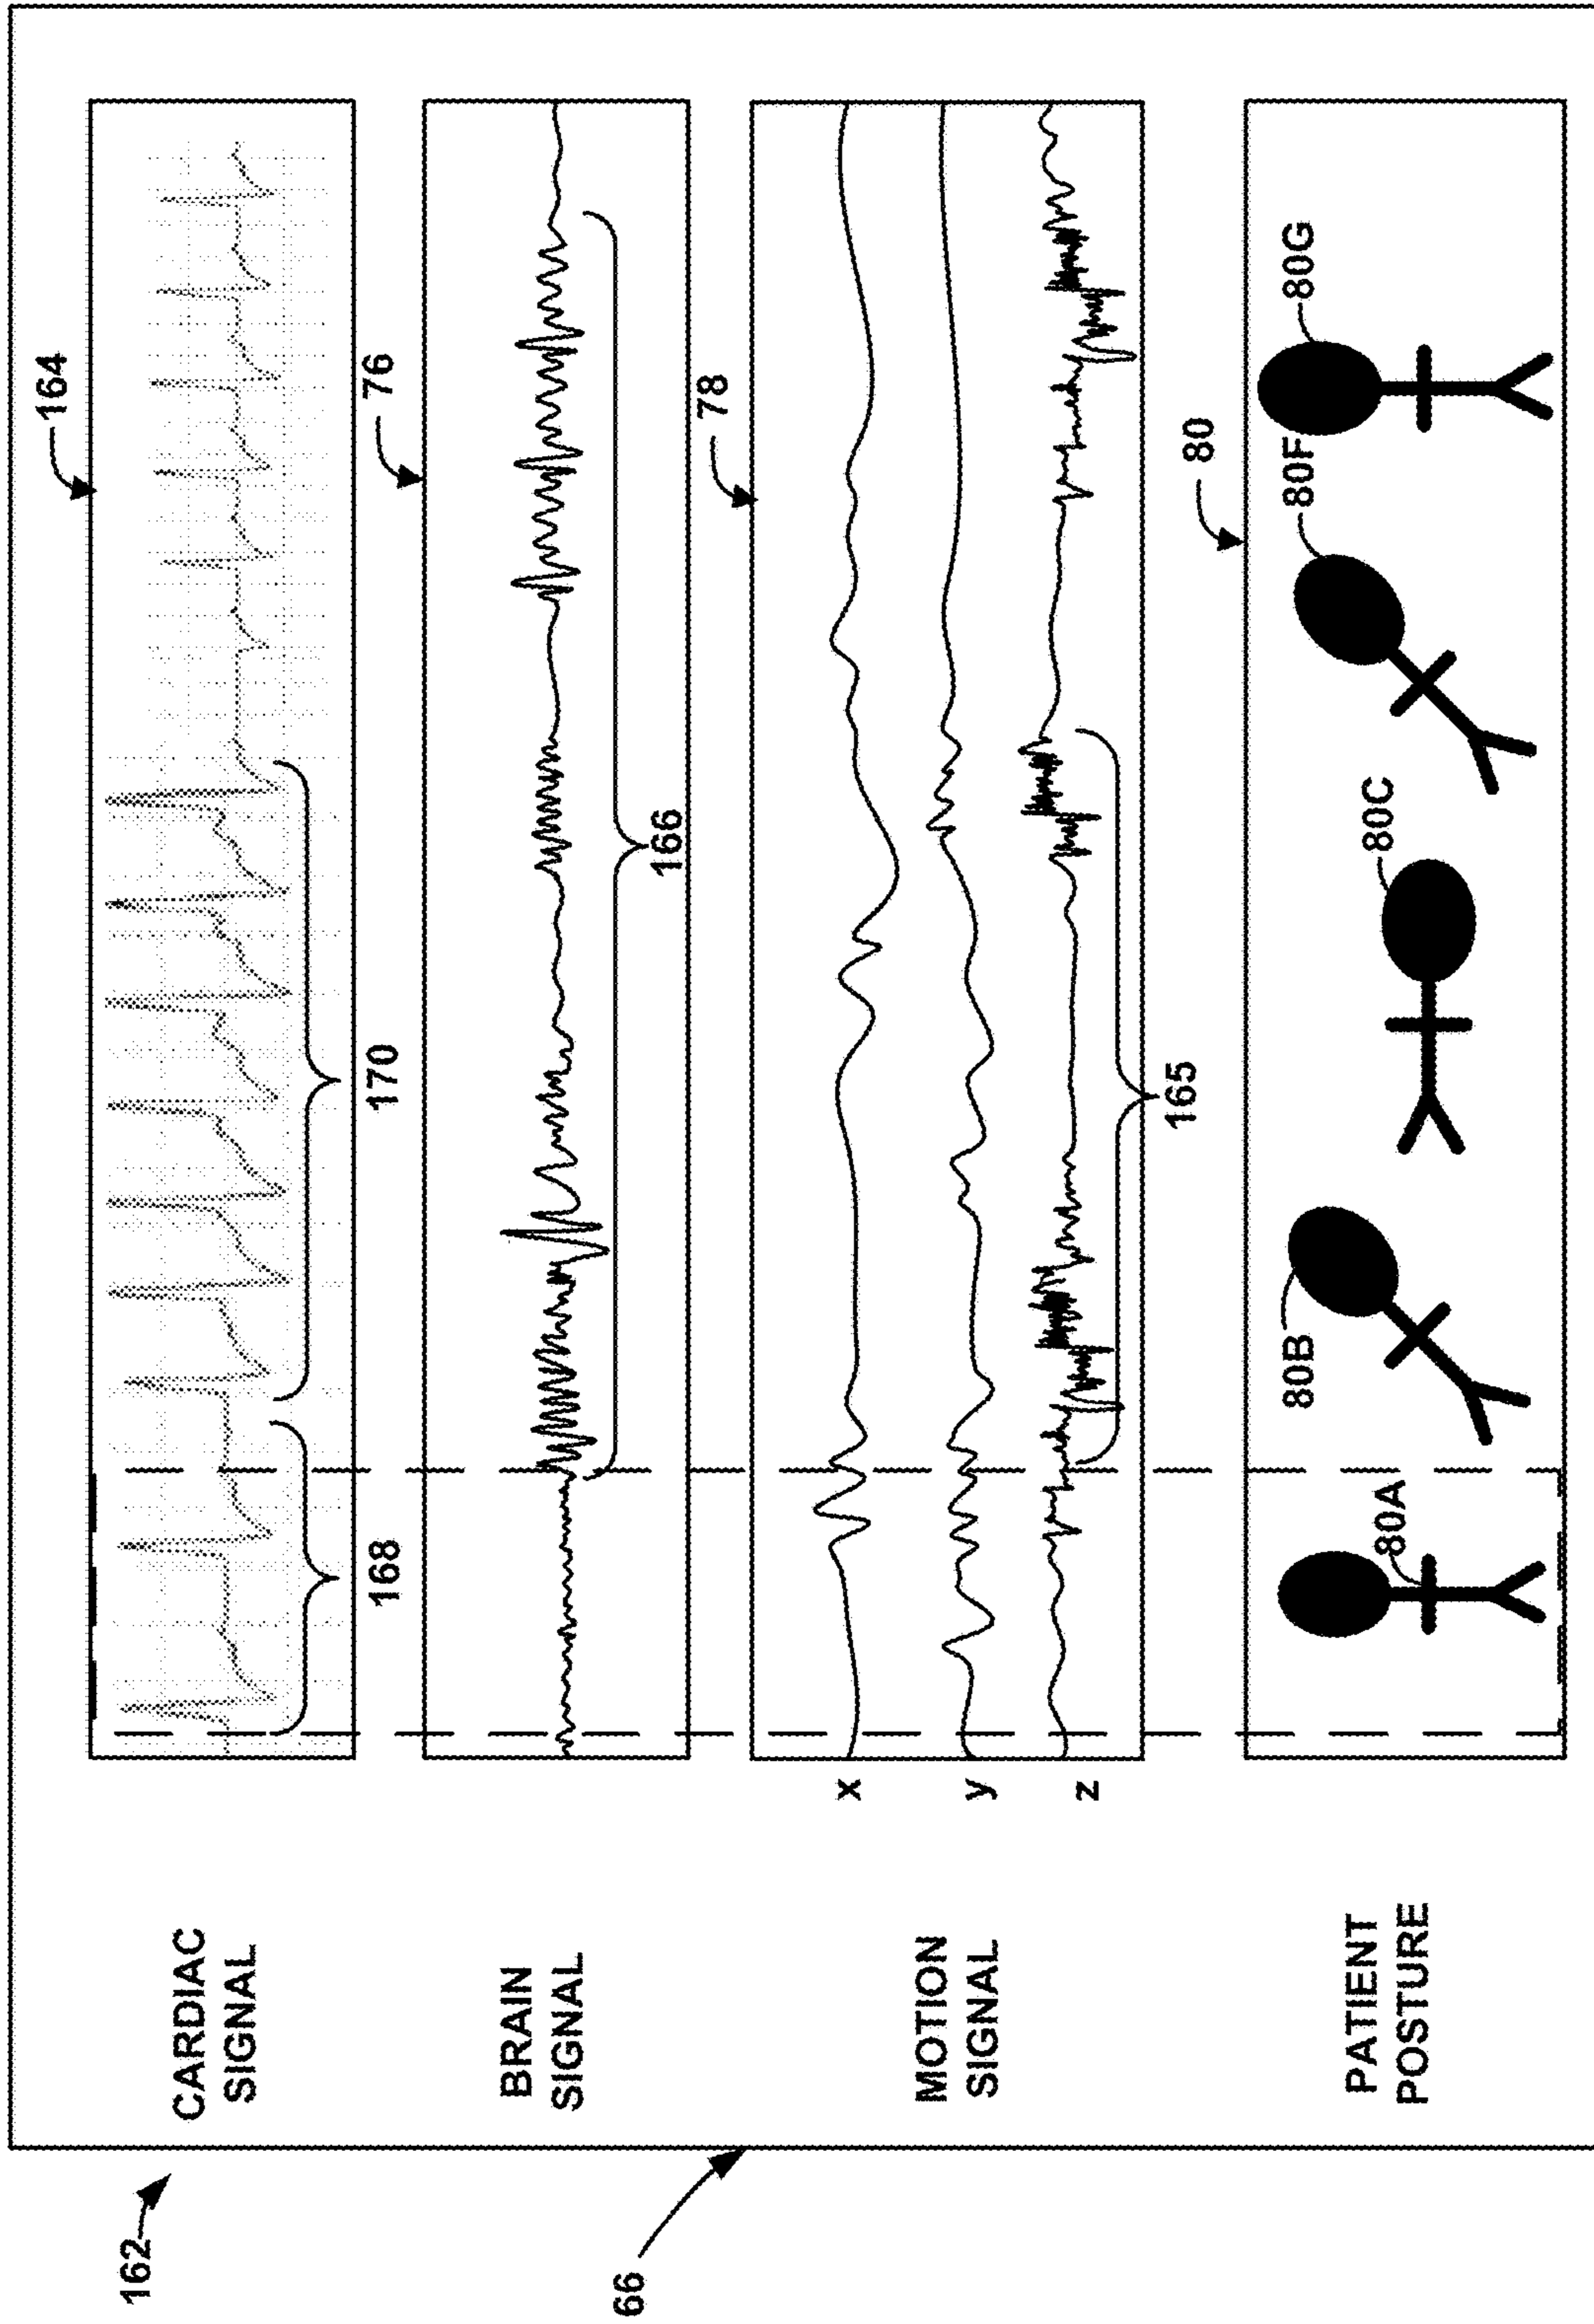 162
66
CARDIAC
SIGNAL
164
168
170
BRAIN
SIGNAL
76
166
MOTION
SIGNAL
x
y
z
78
165
PATIENT
POSTURE
80
80A
80B
80C
80F
80G